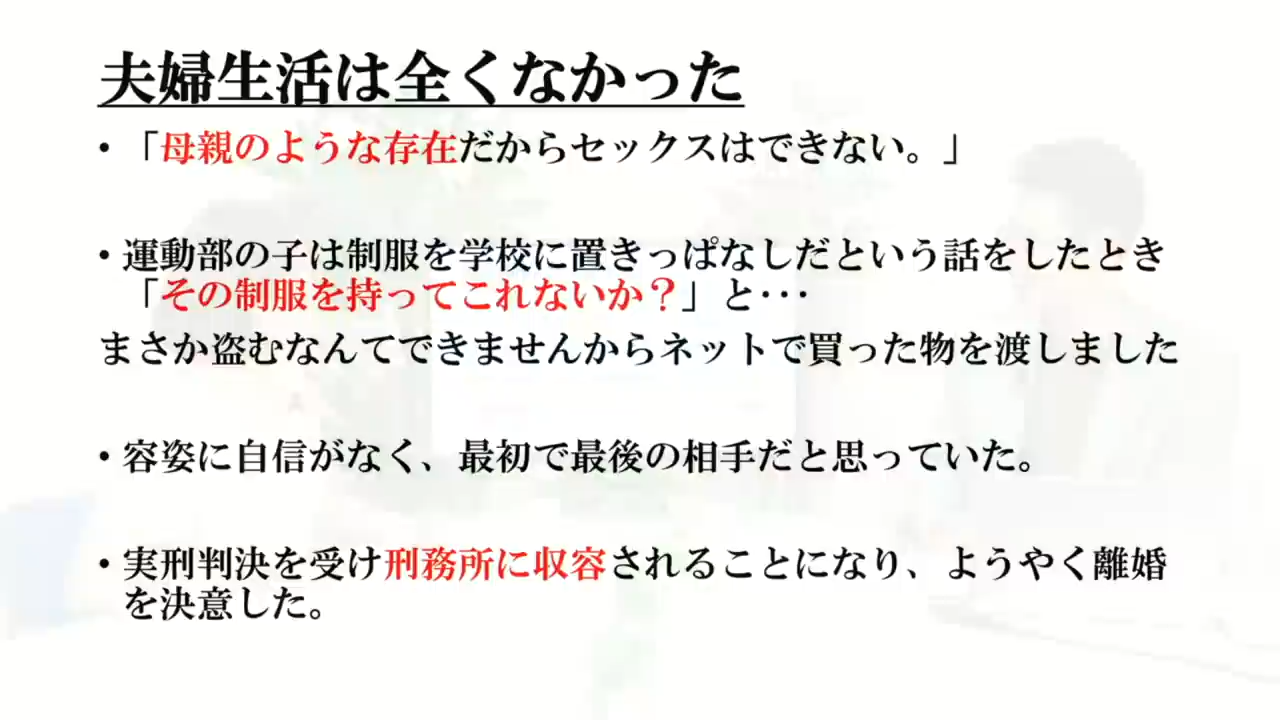 夫婦生活は全くなかった
・「母親のような存在だからセックスはできない。」
・運動部の子は制服を学校に置きっぱなしだという話をしたとき
「その制服を持ってこれないか？」と･･･
まさか盗むなんてできませんからネットで買った物を渡しました
・容姿に自信がなく、最初で最後の相手だと思っていた。
・実刑判決を受け刑務所に収容されることになり、ようやく離婚
を決意した。